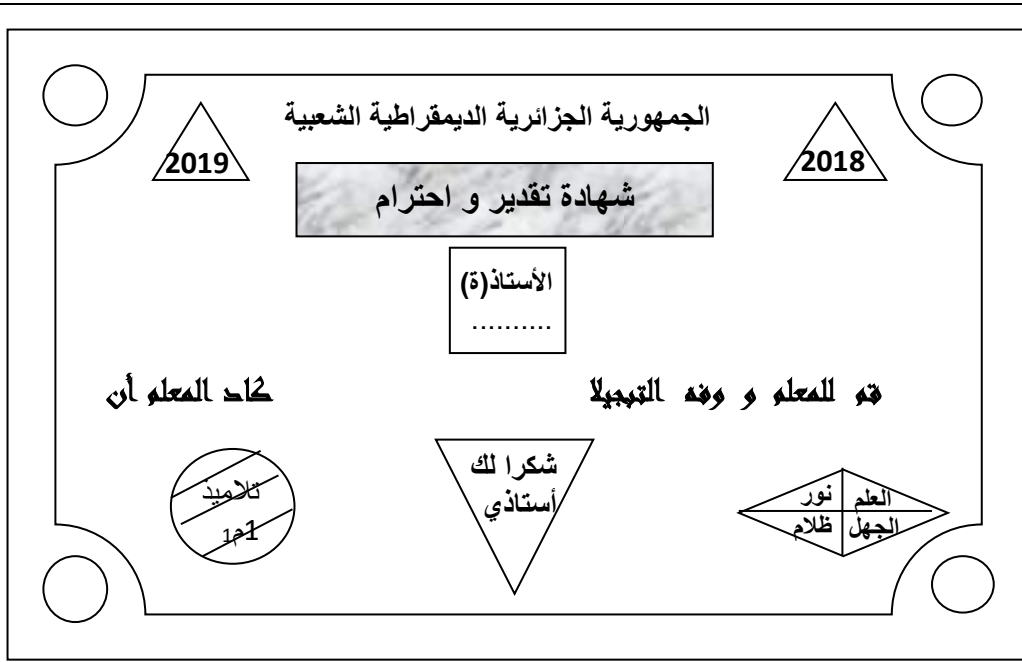 الجمهورية الجزائرية الديمقراطية الشعبية
2018
2019
شهادة تقدير و احترام
الأستاذ(ة)
..........
قم للمعلم و وفه التبجيلا
كاد المعلم أن
العلم نور
الجهل ظلام
شكرا لك
أستاذي
تلاميذ
1م1